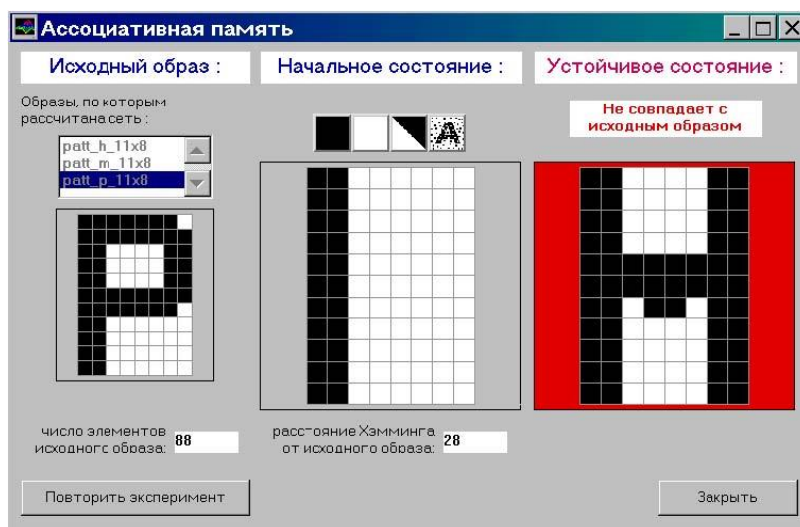 Ассоциативная память
Исходный образ :
Начальное состояние :
Устойчивое состояние :
Образы, по которым
рассчитана сеть :
patt_h_11x8
patt_m_11x8
patt_p_11x8
A
Не совпадает с
исходным образом
число элементов
исходного образа:
88
расстояние Хэмминга
от исходного образа:
28
Повторить эксперимент
Закрыть